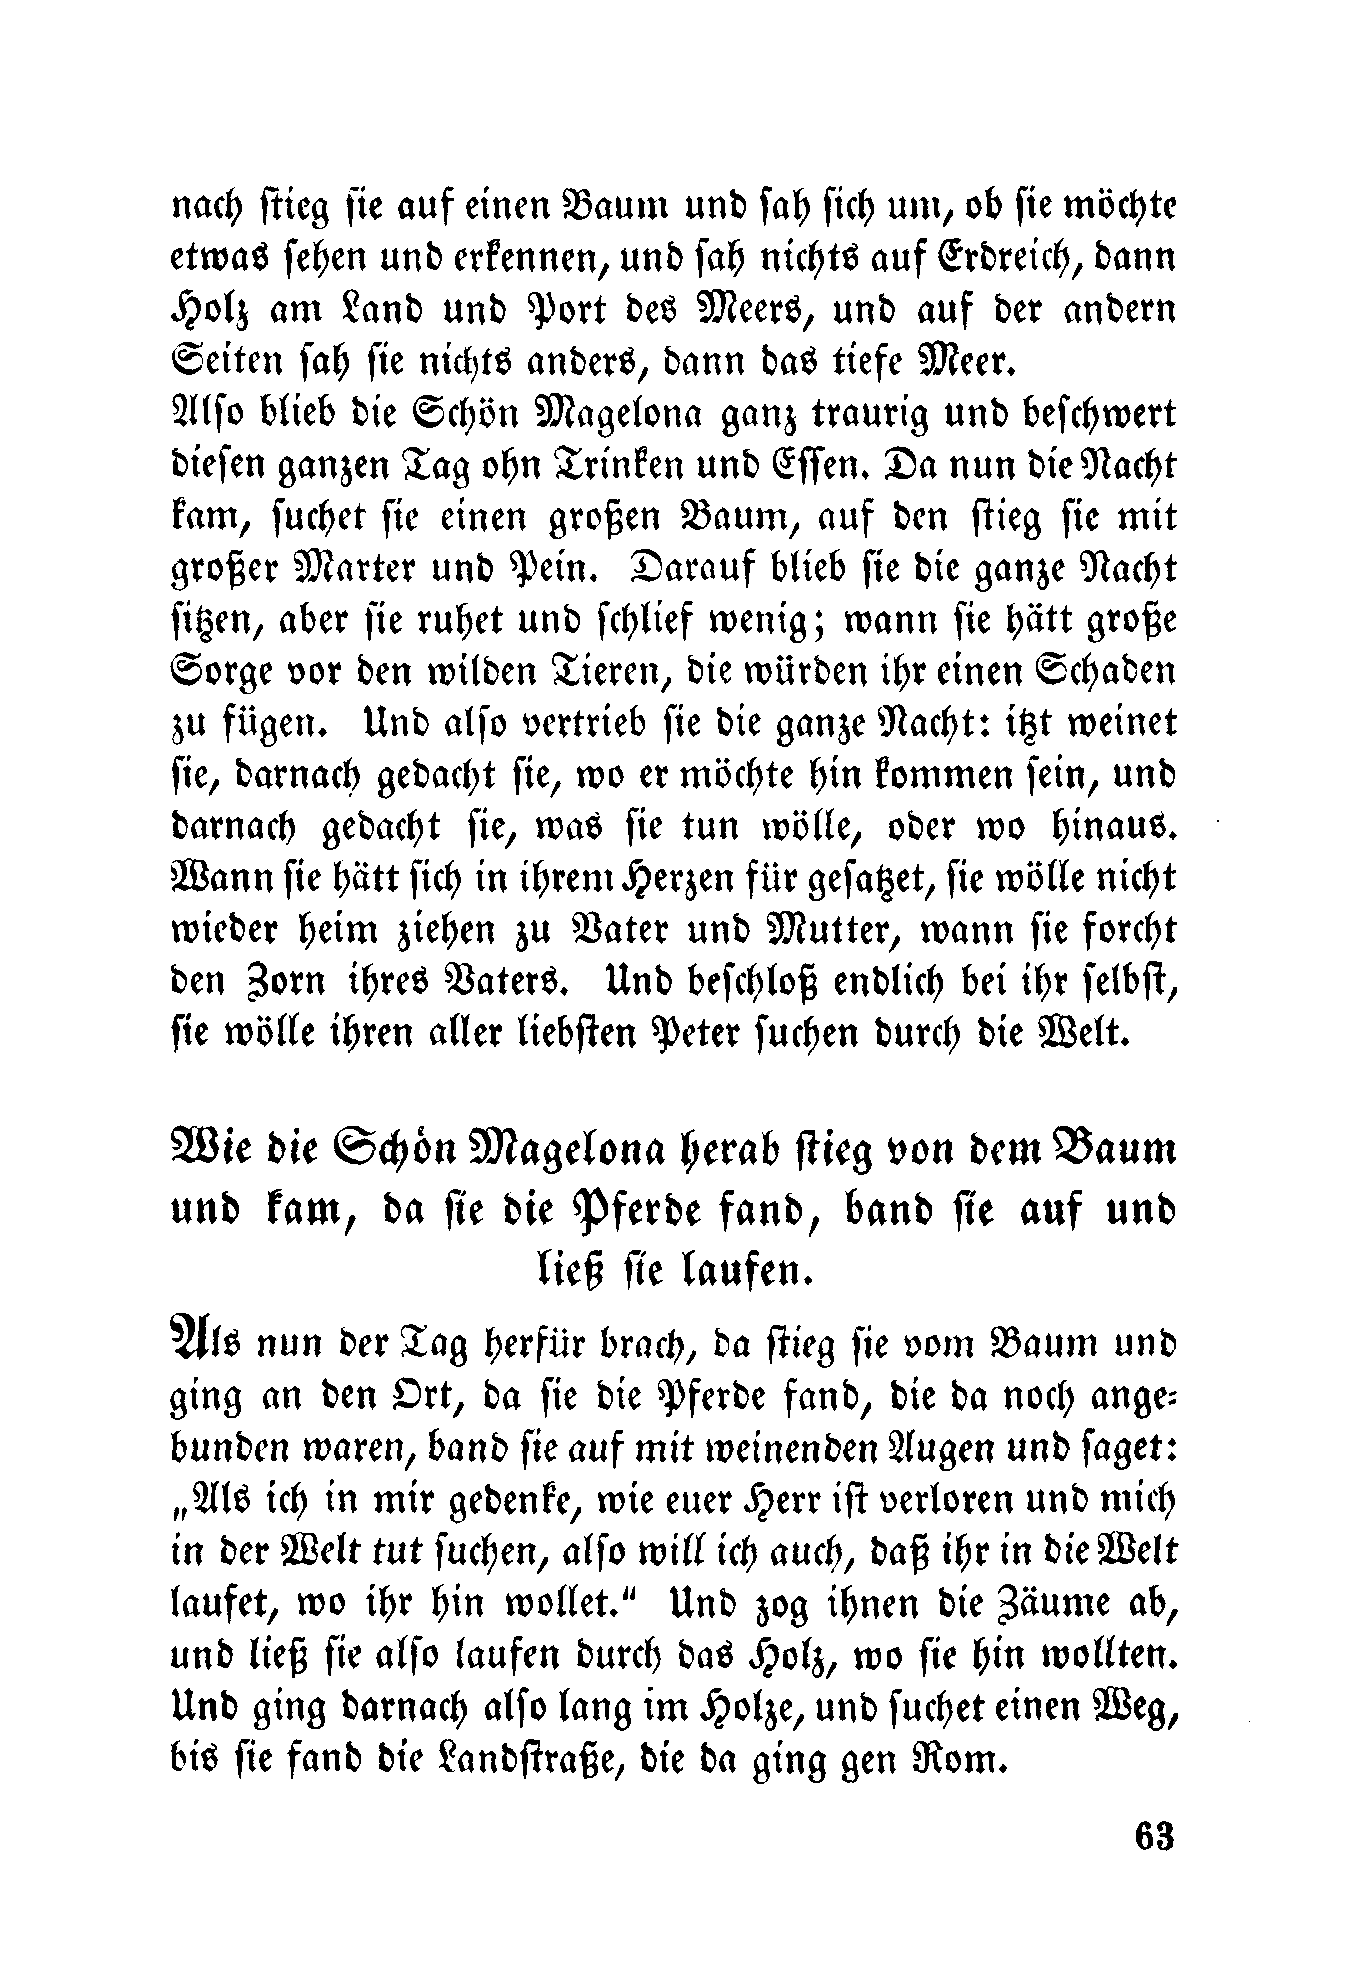 nach stieg sie auf einen Baum und sah sich um, ob sie möchte
etwas sehen und erkennen, und sah nichts auf Erdreich, dann
Holz am Land und Port des Meers, und auf der andern
Seiten sah sie nichts anders, dann das tiefe Meer.
Also blieb die Schön Magelona ganz traurig und beschwert
diesen ganzen Tag ohn Trinken und Essen. Da nun die Nacht
kam, suchet sie einen großen Baum, auf den stieg sie mit
großer Marter und Pein. Darauf blieb sie die ganze Nacht
sitzen, aber sie ruhet und schlief wenig; wann sie hätt große
Sorge vor den wilden Tieren, die würden ihr einen Schaden
zu fügen. Und also vertrieb sie die ganze Nacht: itzt weinet
sie, darnach gedacht sie, wo er möchte hin kommen sein, und
darnach gedacht sie, was sie tun wölle, oder wo hinaus.
Wann sie hätt sich in ihrem Herzen für gesatzet, sie wölle nicht
wieder heim ziehen zu Vater und Mutter, wann sie forcht
den Zorn ihres Vaters. Und beschloß endlich bei ihr selbst,
sie wölle ihren aller liebsten Peter suchen durch die Welt.
Wie die Schön Magelona herab stieg von dem Baum
und kam, da sie die Pferde fand, band sie auf und
ließ sie laufen.
Als nun der Tag herfür brach, da stieg sie vom Baum und
ging an den Ort, da sie die Pferde fand, die da noch ange-
bunden waren, band sie auf mit weinenden Augen und saget:
„Als ich in mir gedenke, wie euer Herr ist verloren und mich
in der Welt tut suchen, also will ich auch, daß ihr in die Welt
laufet, wo ihr hin wollet.“ Und zog ihnen die Zäume ab,
und ließ sie also laufen durch das Holz, wo sie hin wollten.
Und ging darnach also lang im Holze, und suchet einen Weg,
bis sie fand die Landstraße, die da ging gen Rom.
63